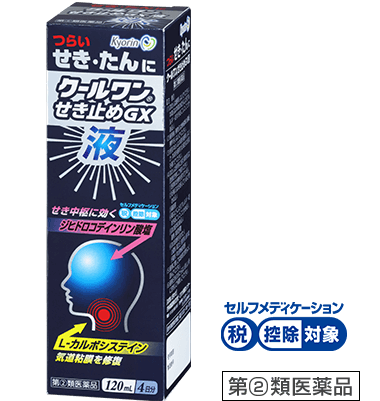 Kyorin
つらい
せき・たんに
クールワン®
せき止めGX
液
せき中枢に効く
セルフメディケーション
税 控除 対象
ジヒドロコデインリン酸塩
L-カルボシステイン
気道粘膜を修復
第②類医薬品
120mL 4日分
セルフメディケーション
税 控除 対象
第②類医薬品